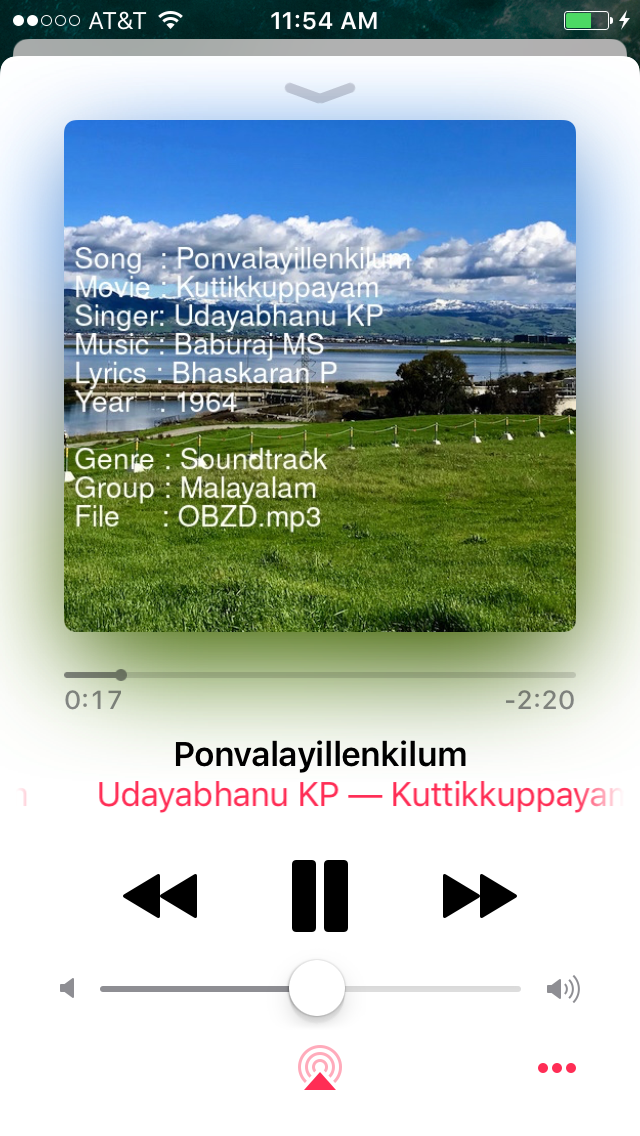 AT&T 11:54 AM
Song : Ponvalayillenkilum
Movie : Kuttikkuppayam
Singer: Udayabhanu KP
Music : Baburaj MS
Lyrics : Bhaskaran P
Year : 1964
Genre : Soundtrack
Group : Malayalam
File : OBZD.mp3
0:17 -2:20
Ponvalayillenkilum
Udayabhanu KP — Kuttikkuppayan